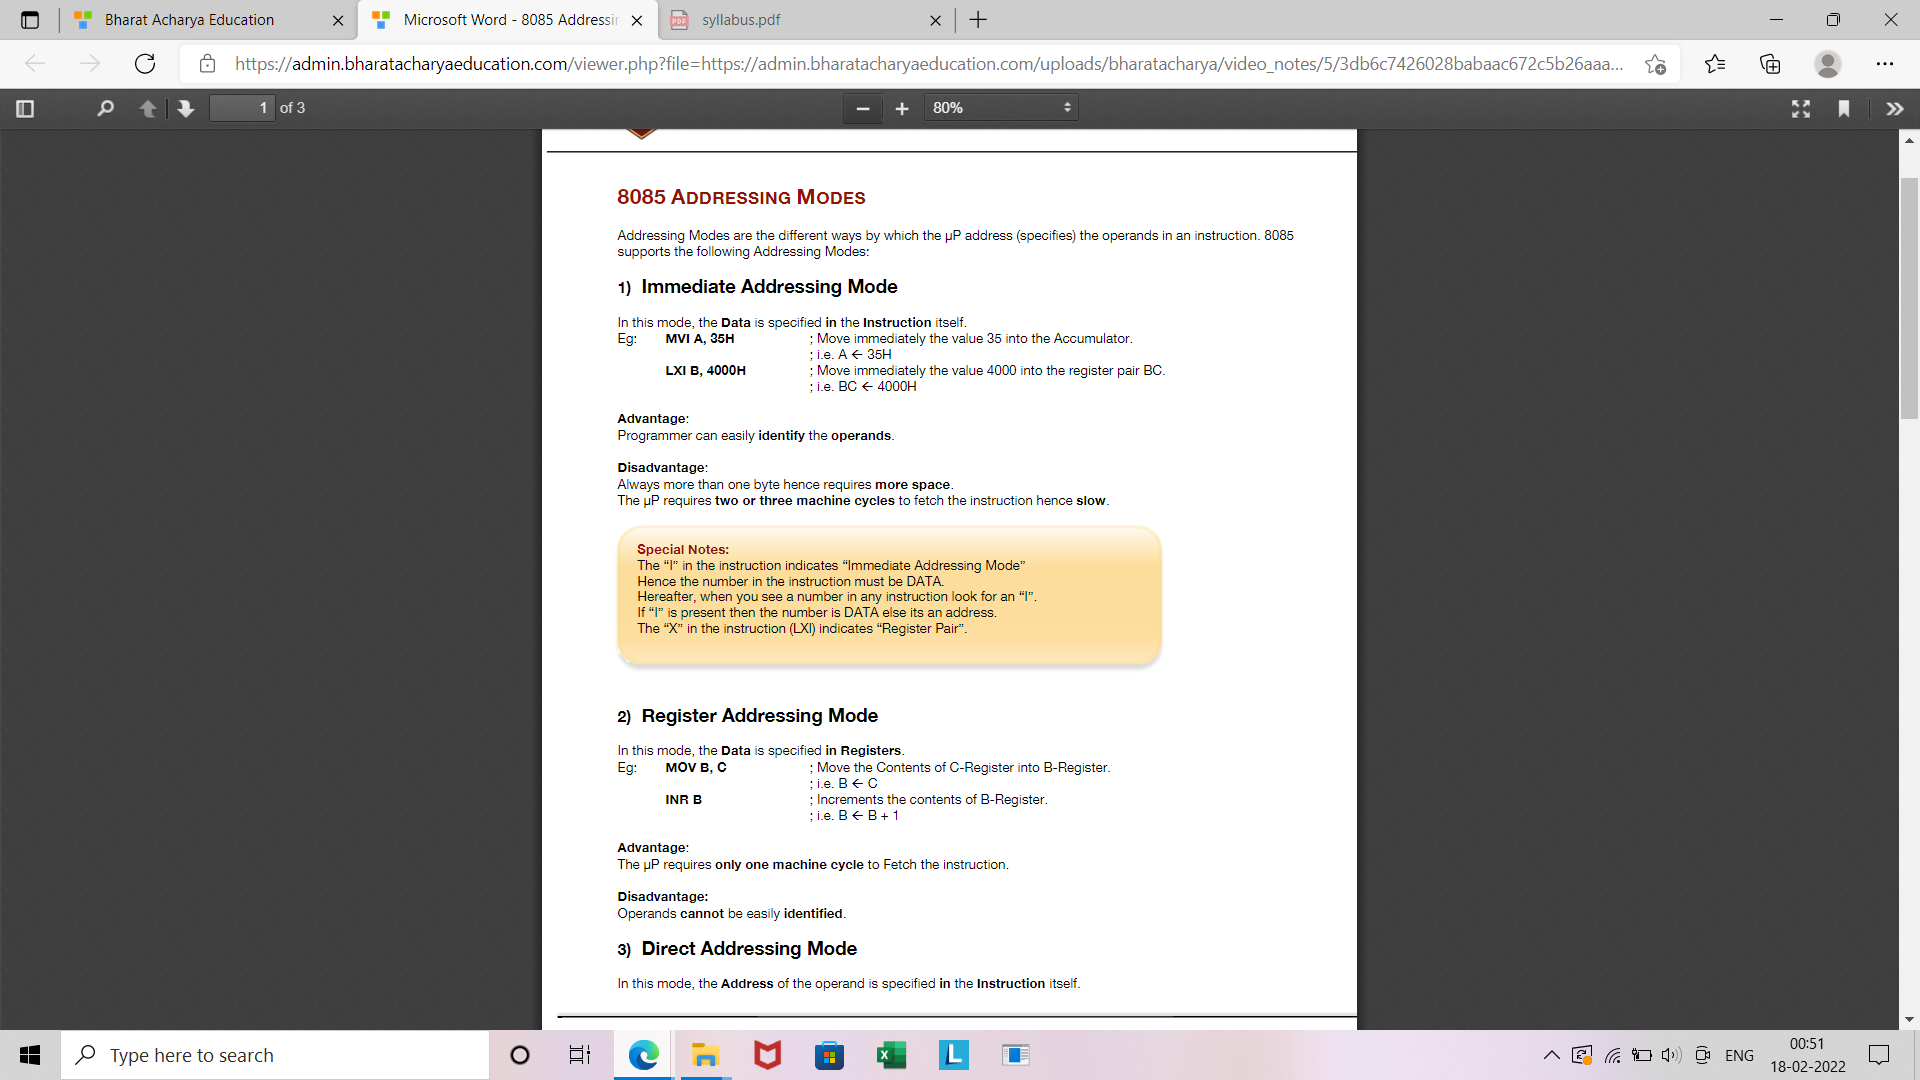 Bharat Acharya Education
Microsoft Word - 8085 Addressin
syllabus.pdf
https://admin.bharatacharyaeducation.com/viewer.php?file=https://admin.bharatacharyaeducation.com/uploads/bharatacharya/video_notes/5/3db6c7426028babaac672c5b26aaa...
1 of 3
80%
8085 ADDRESSING MODES
Addressing Modes are the different ways by which the µP address (specifies) the operands in an instruction. 8085
supports the following Addressing Modes:
1) Immediate Addressing Mode
In this mode, the Data is specified in the Instruction itself.
Eg: MVI A, 35H ; Move immediately the value 35 into the Accumulator.
; i.e. A ← 35H
LXI B, 4000H ; Move immediately the value 4000 into the register pair BC.
; i.e. BC ← 4000H
Advantage:
Programmer can easily identify the operands.
Disadvantage:
Always more than one byte hence requires more space.
The µP requires two or three machine cycles to fetch the instruction hence slow.
Special Notes:
The “I” in the instruction indicates “Immediate Addressing Mode”
Hence the number in the instruction must be DATA.
Hereafter, when you see a number in any instruction look for an “I”.
If “I” is present then the number is DATA else its an address.
The “X” in the instruction (LXI) indicates “Register Pair”.
2) Register Addressing Mode
In this mode, the Data is specified in Registers.
Eg: MOV B, C ; Move the Contents of C-Register into B-Register.
; i.e. B ← C
INR B ; Increments the contents of B-Register.
; i.e. B ← B + 1
Advantage:
The µP requires only one machine cycle to Fetch the instruction.
Disadvantage:
Operands cannot be easily identified.
3) Direct Addressing Mode
In this mode, the Address of the operand is specified in the Instruction itself.
Type here to search
ENG
00:51
18-02-2022